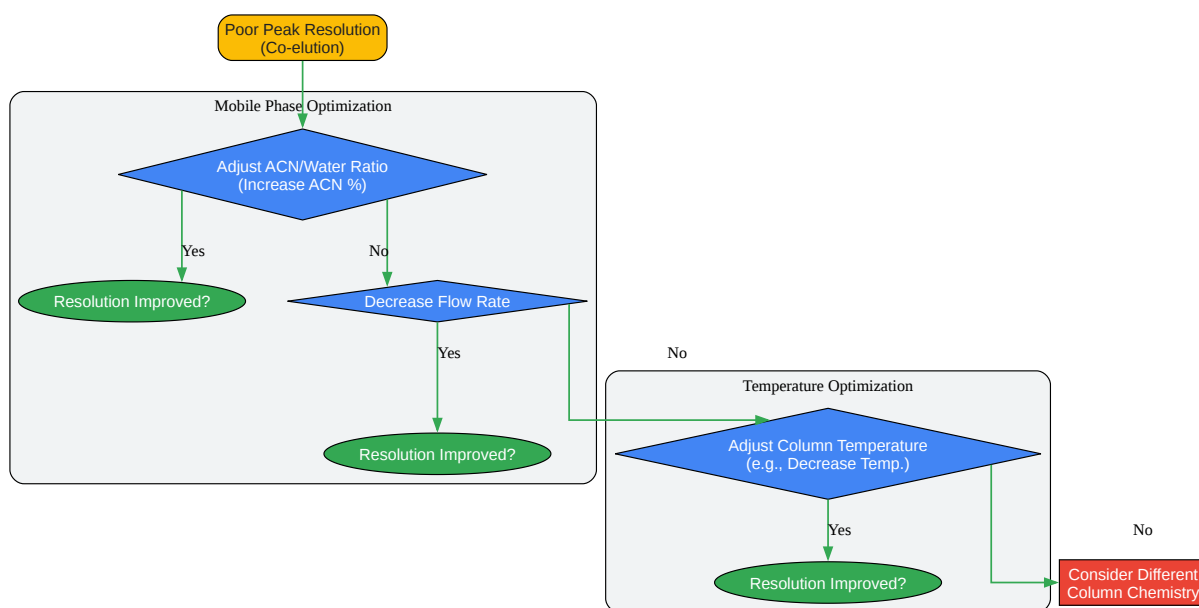 Poor Peak Resolution
(Co-elution)
Mobile Phase Optimization
Adjust ACN/Water Ratio
(Increase ACN %)
Yes
No
Resolution Improved?
Decrease Flow Rate
Yes
No
Temperature Optimization
Resolution Improved?
Adjust Column Temperature
(e.g., Decrease Temp.)
Yes
No
Resolution Improved?
Consider Different
Column Chemistry